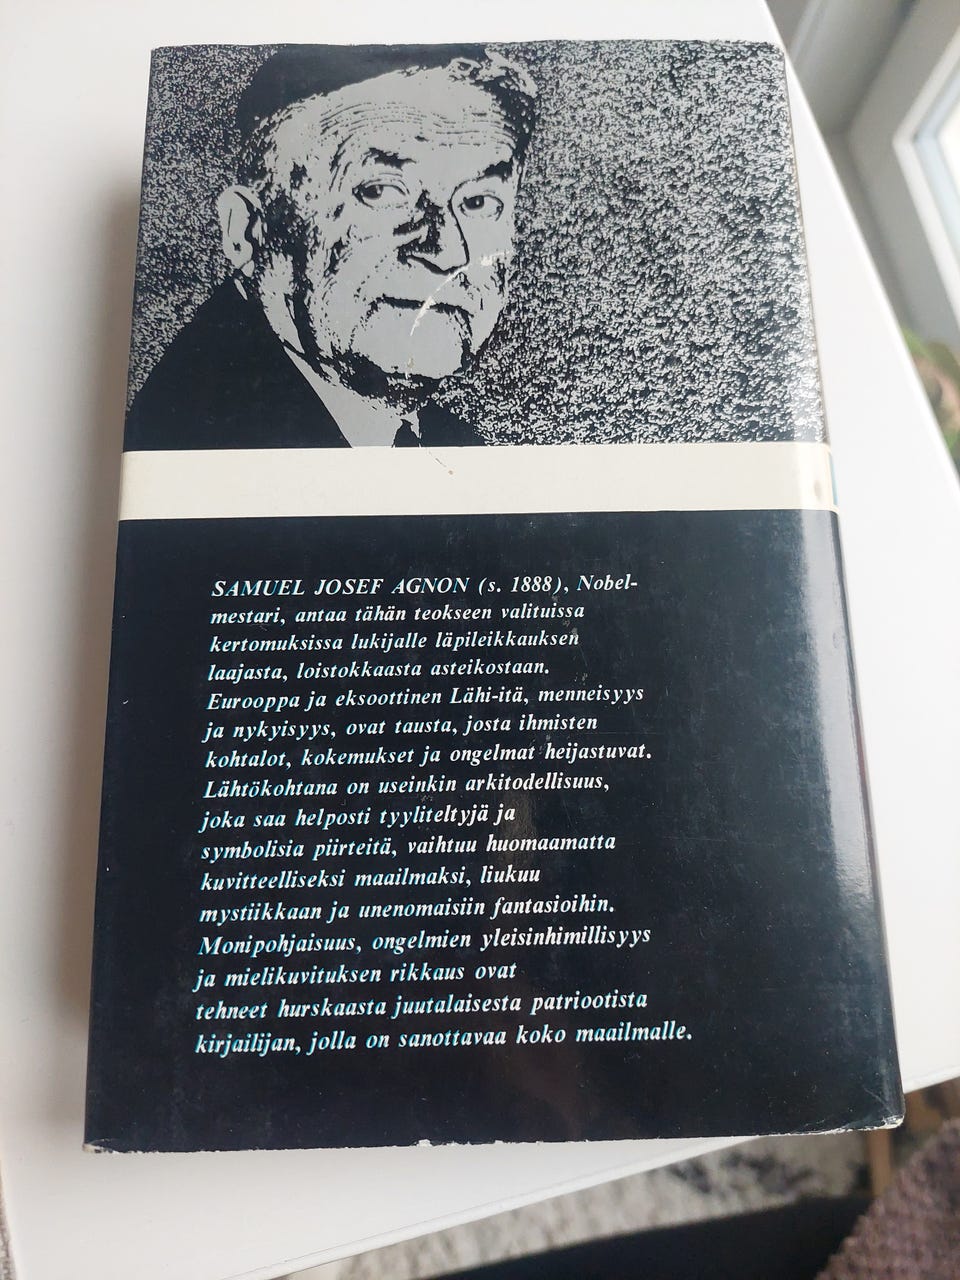 SAMUEL JOSEF AGNON (s. 1888), Nobel-
mestari, antaa tähän teokseen valituissa
kertomuksissa lukijalle läpileikkauksen
laajasta, loistokkaasta asteikostaan.
Eurooppa ja eksoottinen Lähi-itä, menneisyys
ja nykyisyys, ovat tausta, josta ihmisten
kohtalot, kokemukset ja ongelmat heijastuvat.
Lähtökohtana on useinkin arkitodellisuus,
joka saa helposti tyyliteltyjä ja
symbolisia piirteitä, vaihtuu huomaamatta
kuvitteelliseksi maailmaksi, liukuu
mystiikkaan ja unenomaisiin fantasioihin.
Monipohjaisuus, ongelmien yleisinhimillisyys
ja mielikuvituksen rikkaus ovat
tehneet hurskaasta juutalaisesta patriootista
kirjailijan, jolla on sanottavaa koko maailmalle.